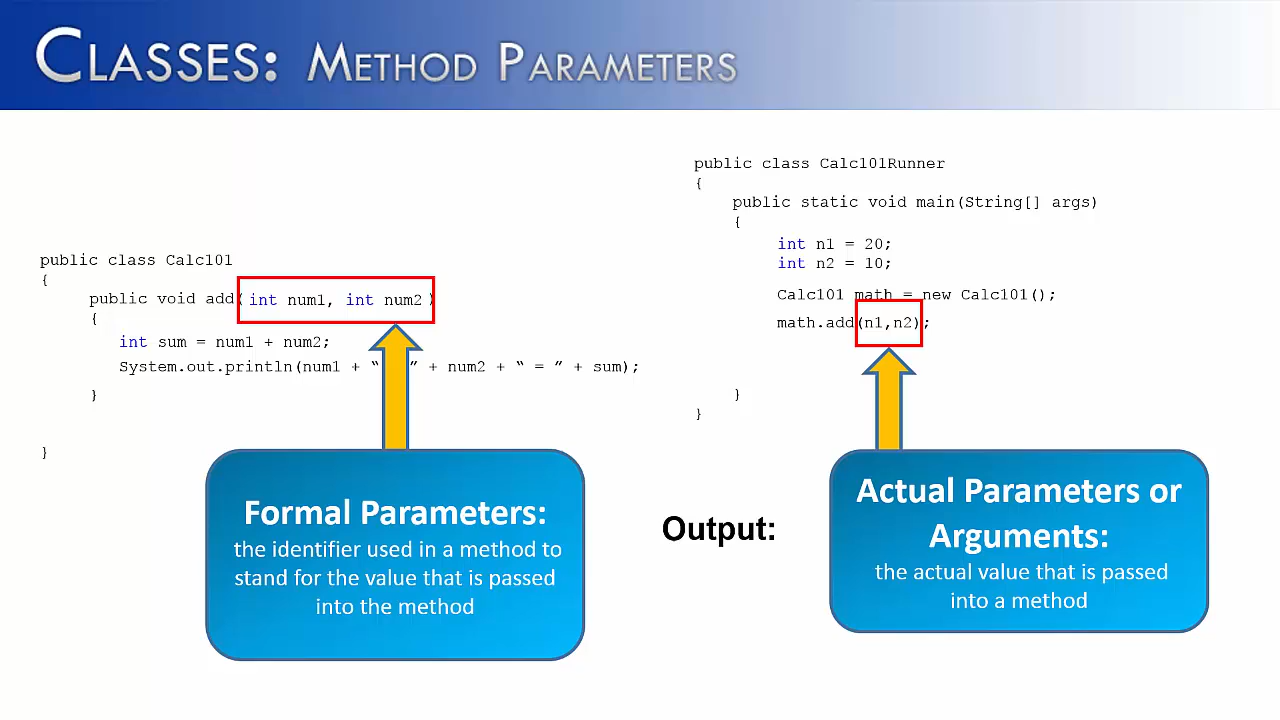 CLASSES: METHOD PARAMETERS
public class Calc101
{
public void add( int num1, int num2 )
{
int sum = num1 + num2;
System.out.println(num1 + “ ” + num2 + “ = ” + sum);
}
}
Formal Parameters:
the identifier used in a method to
stand for the value that is passed
into the method
public class Calc101Runner
{
public static void main(String[] args)
{
int n1 = 20;
int n2 = 10;
Calc101 math = new Calc101();
math.add(n1,n2);
}
}
Output:
Actual Parameters or
Arguments:
the actual value that is passed
into a method